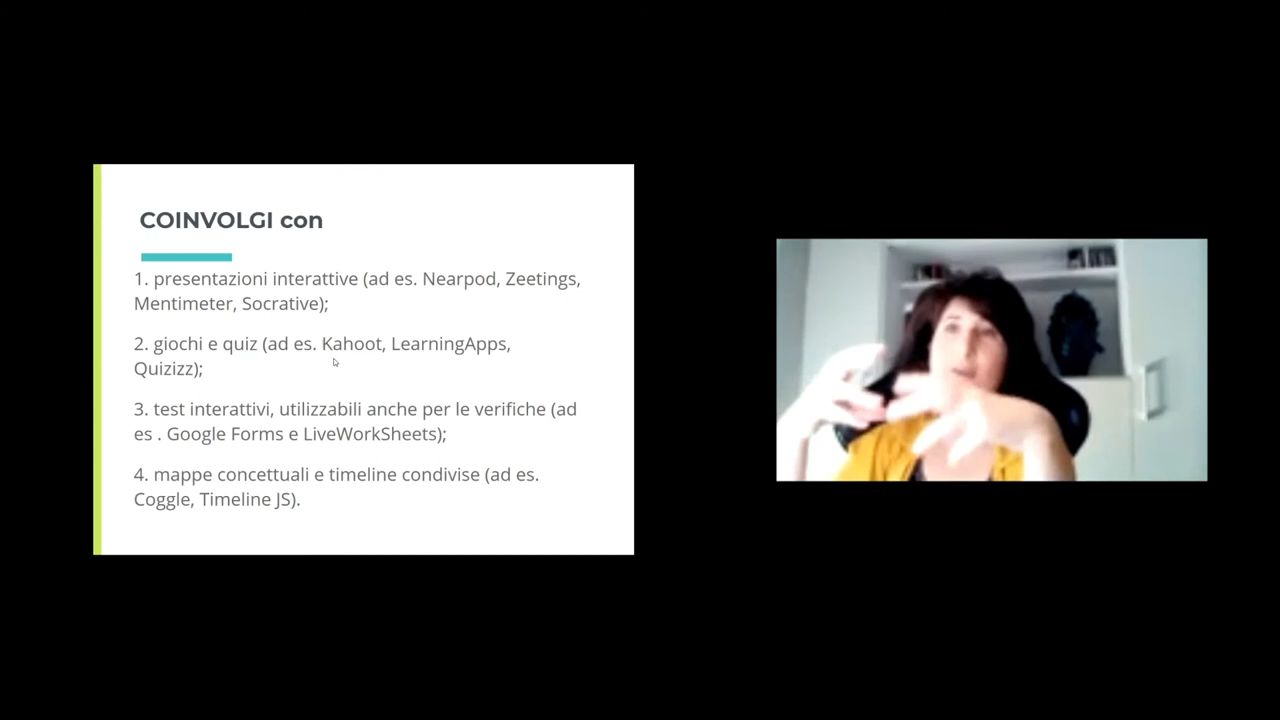 COINVOLGI con
1. presentazioni interattive (ad es. Nearpod, Zeetings,
Mentimeter, Socrative);
2. giochi e quiz (ad es. Kahoot, LearningApps,
Quizizz);
3. test interattivi, utilizzabili anche per le verifiche (ad
es . Google Forms e LiveWorkSheets);
4. mappe concettuali e timeline condivise (ad es.
Coggle, Timeline JS).